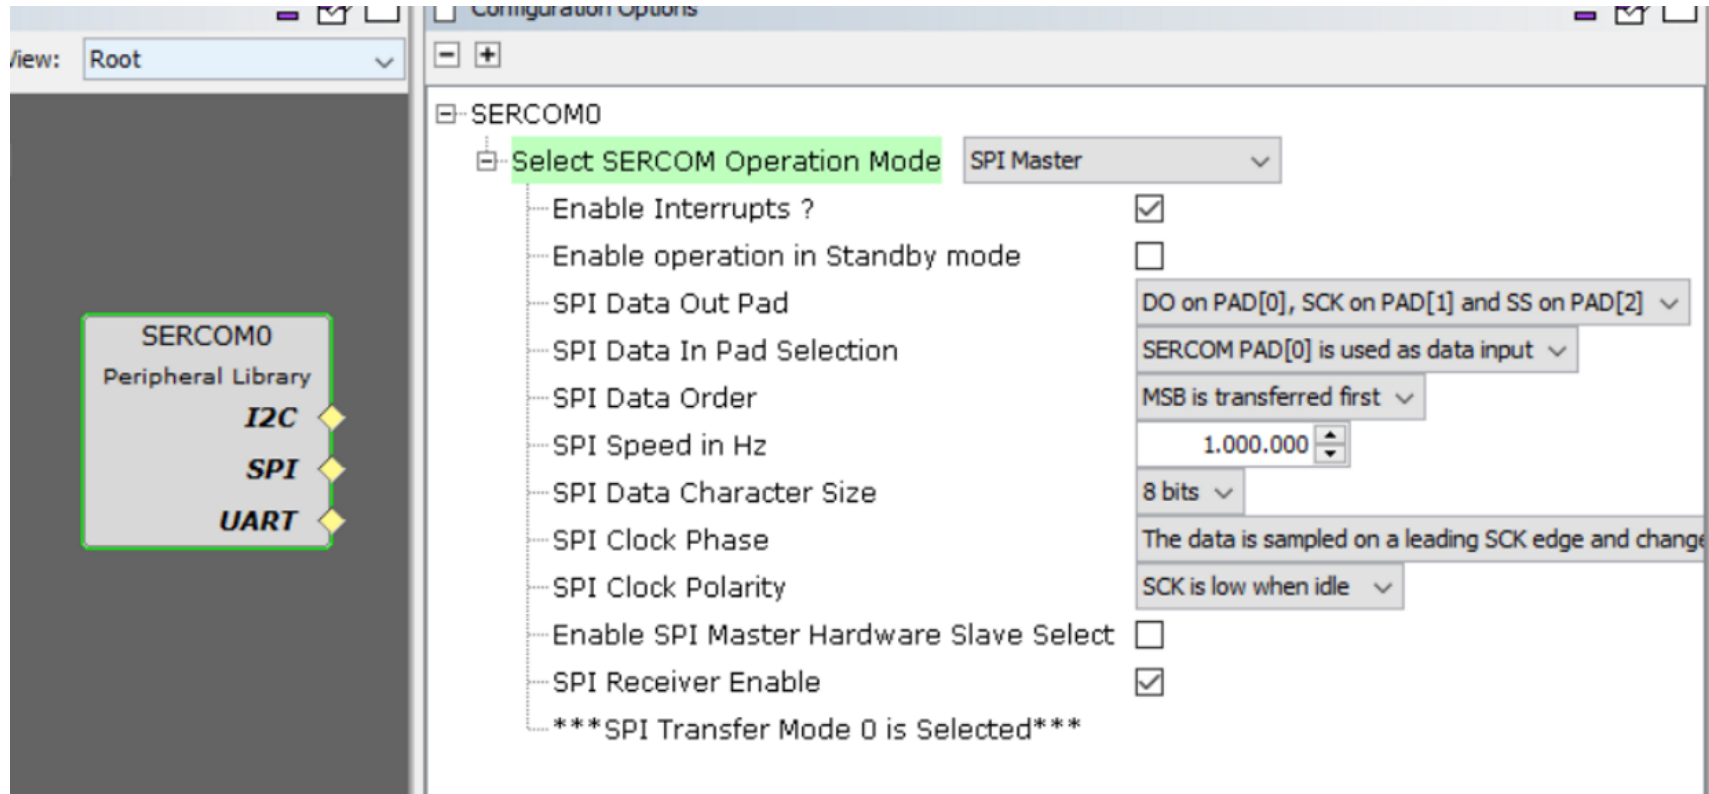 Configuration Options
View:
Root
SERCOM0
Peripheral Library
I2C
SPI
UART
SERCOM0
Select SERCOM Operation Mode SPI Master
Enable Interrupts ?
Enable operation in Standby mode
SPI Data Out Pad DO on PAD[0], SCK on PAD[1] and SS on PAD[2]
SPI Data In Pad Selection SERCOM PAD[0] is used as data input
SPI Data Order MSB is transferred first
SPI Speed in Hz 1.000.000
SPI Data Character Size 8 bits
SPI Clock Phase The data is sampled on a leading SCK edge and change
SPI Clock Polarity SCK is low when idle
Enable SPI Master Hardware Slave Select
SPI Receiver Enable
***SPI Transfer Mode 0 is Selected***